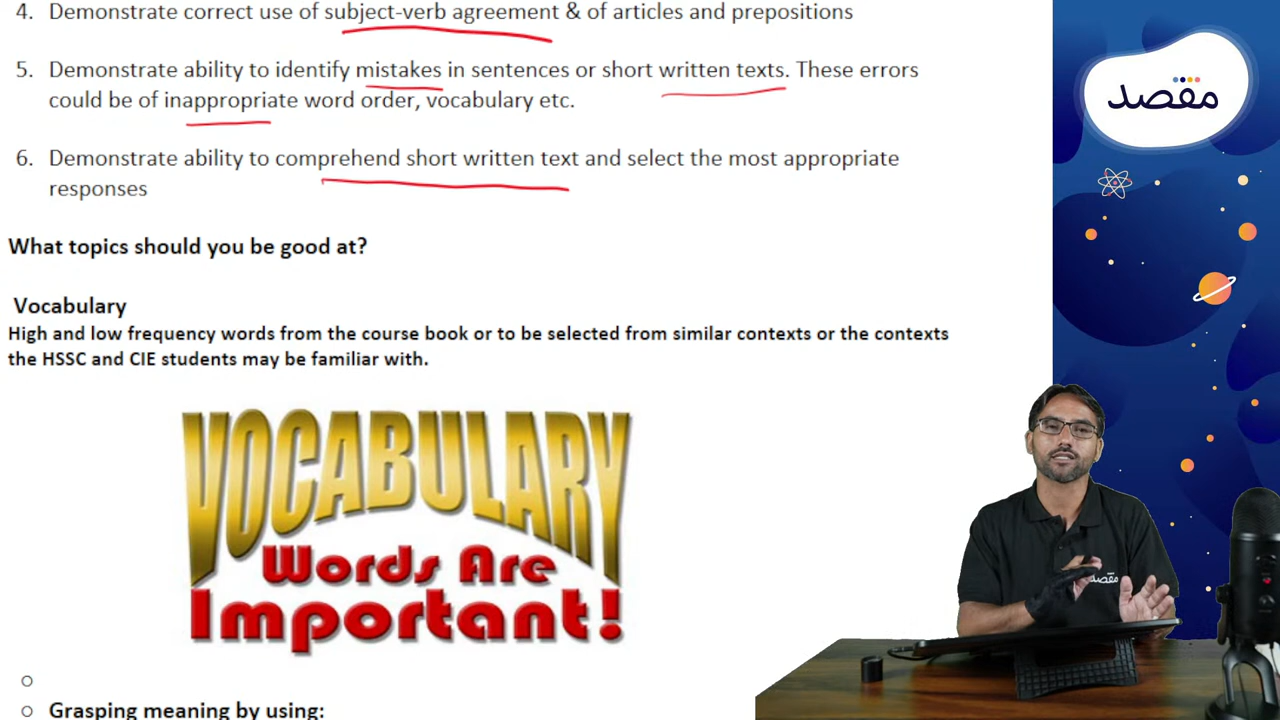 4. Demonstrate correct use of subject-verb agreement & of articles and prepositions
5. Demonstrate ability to identify mistakes in sentences or short written texts. These errors
could be of inappropriate word order, vocabulary etc.
6. Demonstrate ability to comprehend short written text and select the most appropriate
responses
What topics should you be good at?
Vocabulary
High and low frequency words from the course book or to be selected from similar contexts or the contexts
the HSSC and CIE students may be familiar with.
VOCABULARY
Words Are
Important!
Grasping meaning by using:
مقصد
مقصد